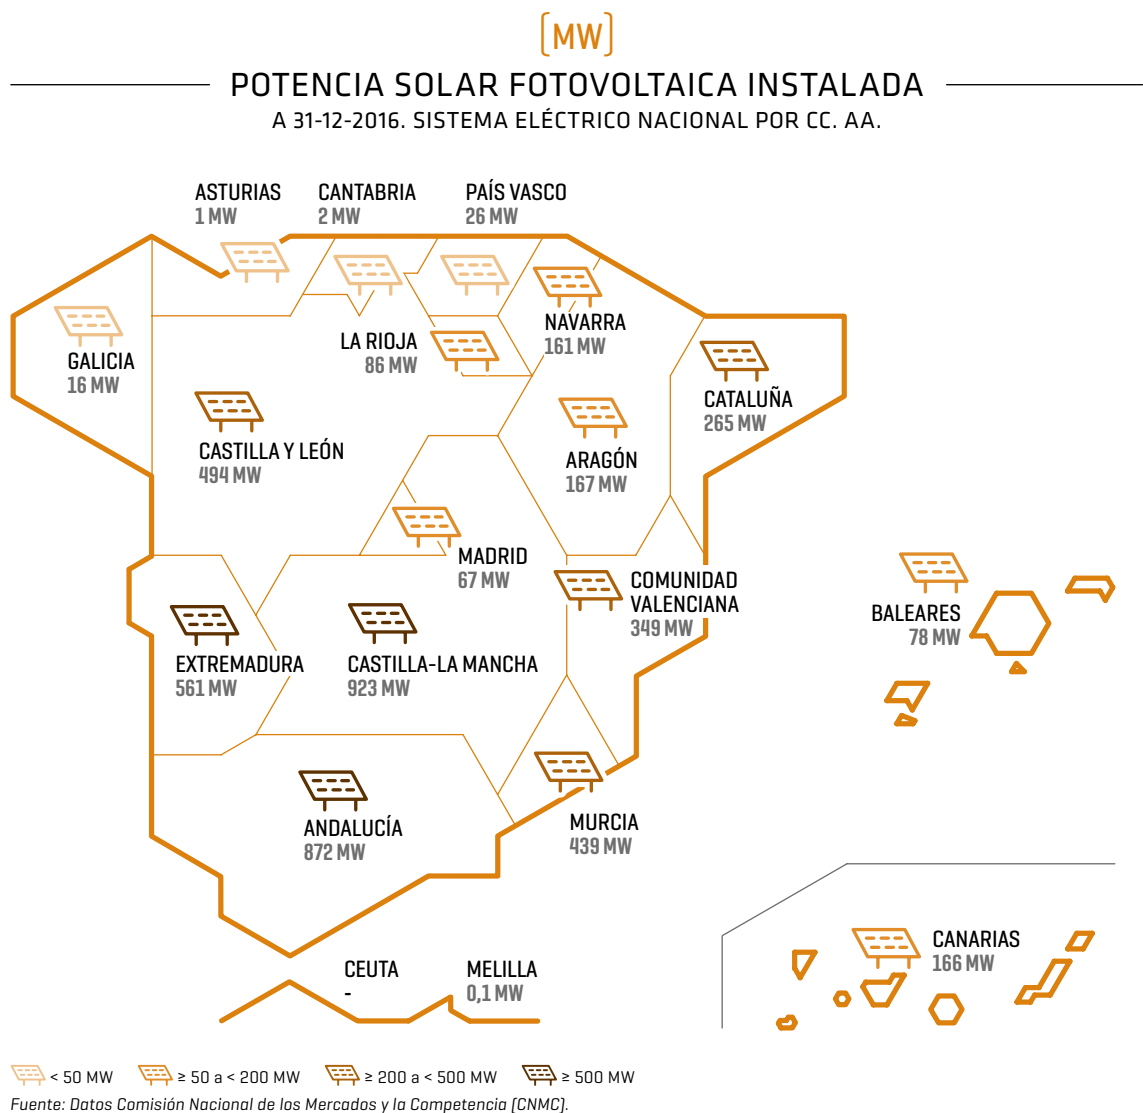 [MW]
POTENCIA SOLAR FOTOVOLTAICA INSTALADA
A 31-12-2016. SISTEMA ELÉCTRICO NACIONAL POR CC. AA.
ASTURIAS
1 MW
CANTABRIA
2 MW
PAÍS VASCO
26 MW
GALICIA
16 MW
LA RIOJA
86 MW
NAVARRA
161 MW
CATALUÑA
265 MW
CASTILLA Y LEÓN
494 MW
ARAGÓN
167 MW
MADRID
67 MW
COMUNIDAD
VALENCIANA
349 MW
BALEARES
78 MW
EXTREMADURA
561 MW
CASTILLA-LA MANCHA
923 MW
ANDALUCÍA
872 MW
MURCIA
439 MW
CANARIAS
166 MW
CEUTA
-
MELILLA
0,1 MW
< 50 MW
≥ 50 a < 200 MW
≥ 200 a < 500 MW
≥ 500 MW
Fuente: Datos Comisión Nacional de los Mercados y la Competencia (CNMC).